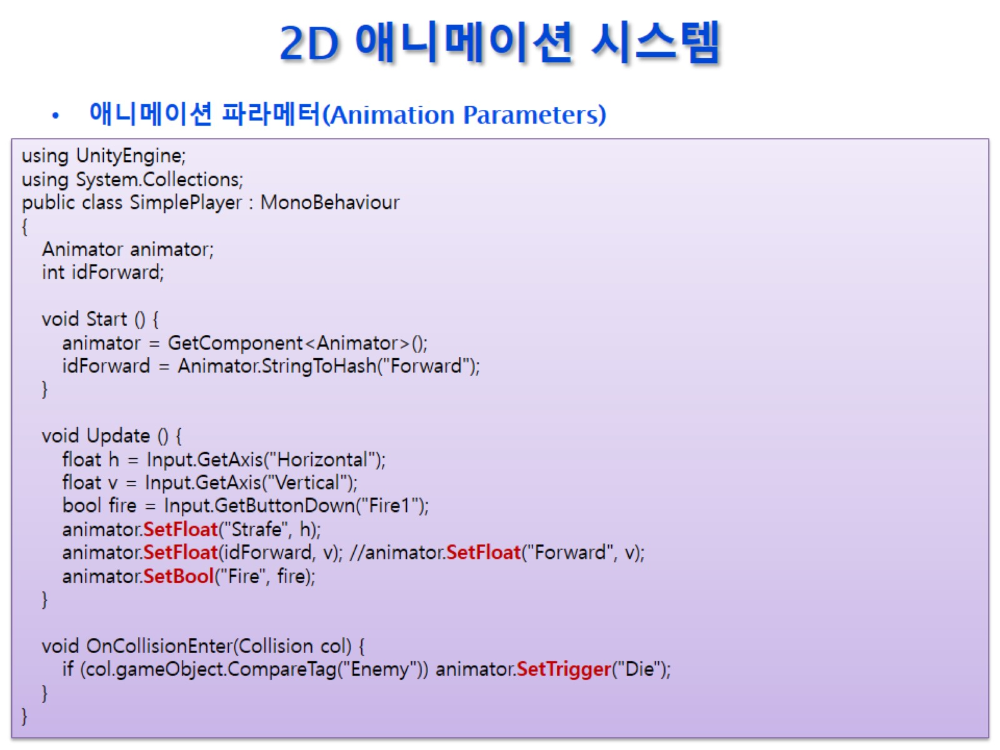 2D 애니메이션 시스템
• 애니메이션 파라메터(Animation Parameters)
using UnityEngine;
using System.Collections;
public class SimplePlayer : MonoBehaviour
{
Animator animator;
int idForward;
void Start () {
animator = GetComponent<Animator>();
idForward = Animator.StringToHash("Forward");
}
void Update () {
float h = Input.GetAxis("Horizontal");
float v = Input.GetAxis("Vertical");
bool fire = Input.GetButtonDown("Fire1");
animator.SetFloat("Strafe", h);
animator.SetFloat(idForward, v); //animator.SetFloat("Forward", v);
animator.SetBool("Fire", fire);
}
void OnCollisionEnter(Collision col) {
if (col.gameObject.CompareTag("Enemy")) animator.SetTrigger("Die");
}
}